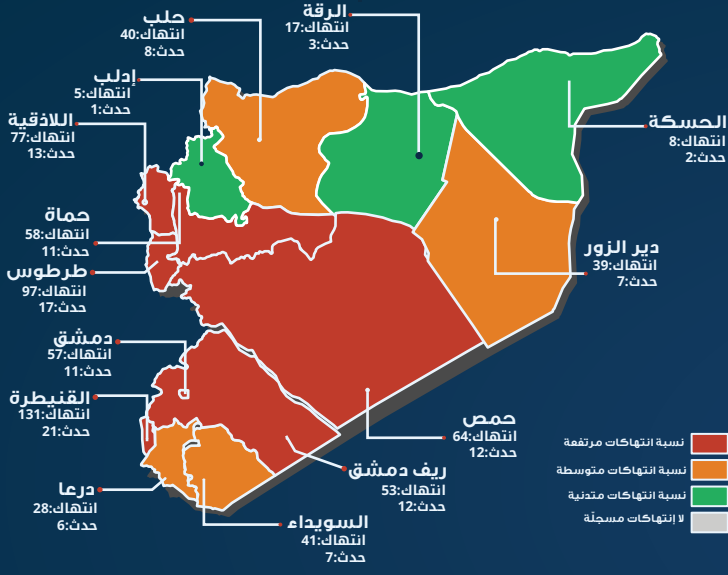 الرقة
انتهاك:17
حدث:3
حلب
انتهاك:40
حدث:8
إدلب
انتهاك:5
حدث:1
اللاذقية
انتهاك:77
حدث:13
الحسكة
انتهاك:8
حدث:2
حماة
انتهاك:58
حدث:11
طرطوس
انتهاك:97
حدث:17
دير الزور
انتهاك:39
حدث:7
دمشق
انتهاك:57
حدث:11
القنيطرة
انتهاك:131
حدث:21
حمص
انتهاك:64
حدث:12
ريف دمشق
انتهاك:53
حدث:12
درعا
انتهاك:28
حدث:6
السويداء
انتهاك:41
حدث:7
نسبة انتهاكات مرتفعة
نسبة انتهاكات متوسطة
نسبة انتهاكات متدنية
لا إنتهاكات مسجلّة